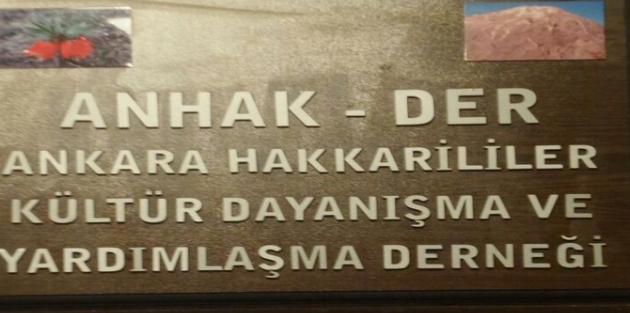 ANHAK - DER
ANKARA HAKKARİLİLER
KÜLTÜR DAYANIŞMA VE
YARDIMLAŞMA DERNEĞİ